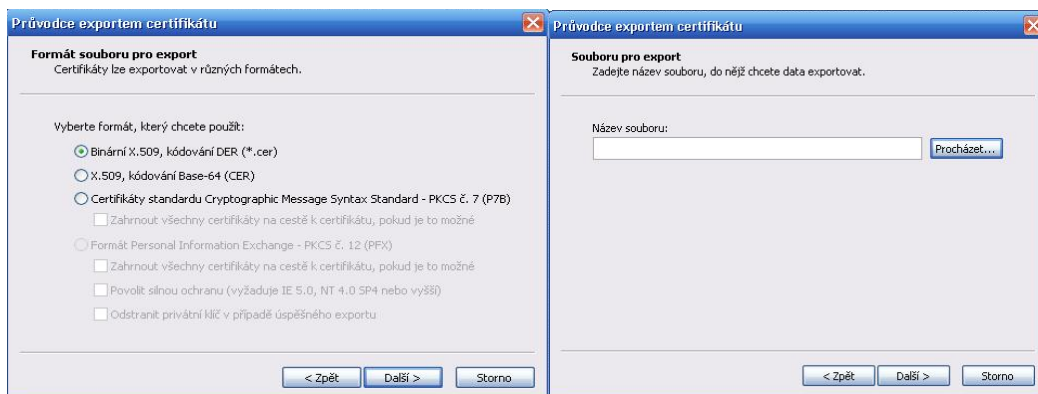 Průvodce exportem certifikátu
Formát souboru pro export
Certifikáty lze exportovat v různých formátech.
Vyberte formát, který chcete použít:
Binární X.509, kódování DER (*.cer)
X.509, kódování Base-64 (CER)
Certifikáty standardu Cryptographic Message Syntax Standard - PKCS č. 7 (P7B)
Zahrnout všechny certifikáty na cestě k certifikátu, pokud je to možné
Formát Personal Information Exchange - PKCS č. 12 (PFX)
Zahrnout všechny certifikáty na cestě k certifikátu, pokud je to možné
Povolit silnou ochranu (vyžaduje IE 5.0, NT 4.0 SP4 nebo vyšší)
Odstranit privátní klíč v případě úspěšného exportu
< Zpět
Další >
Storno
Průvodce exportem certifikátu
Souboru pro export
Zadejte název souboru, do nějž chcete data exportovat.
Název souboru:
Procházet...
< Zpět
Další >
Storno